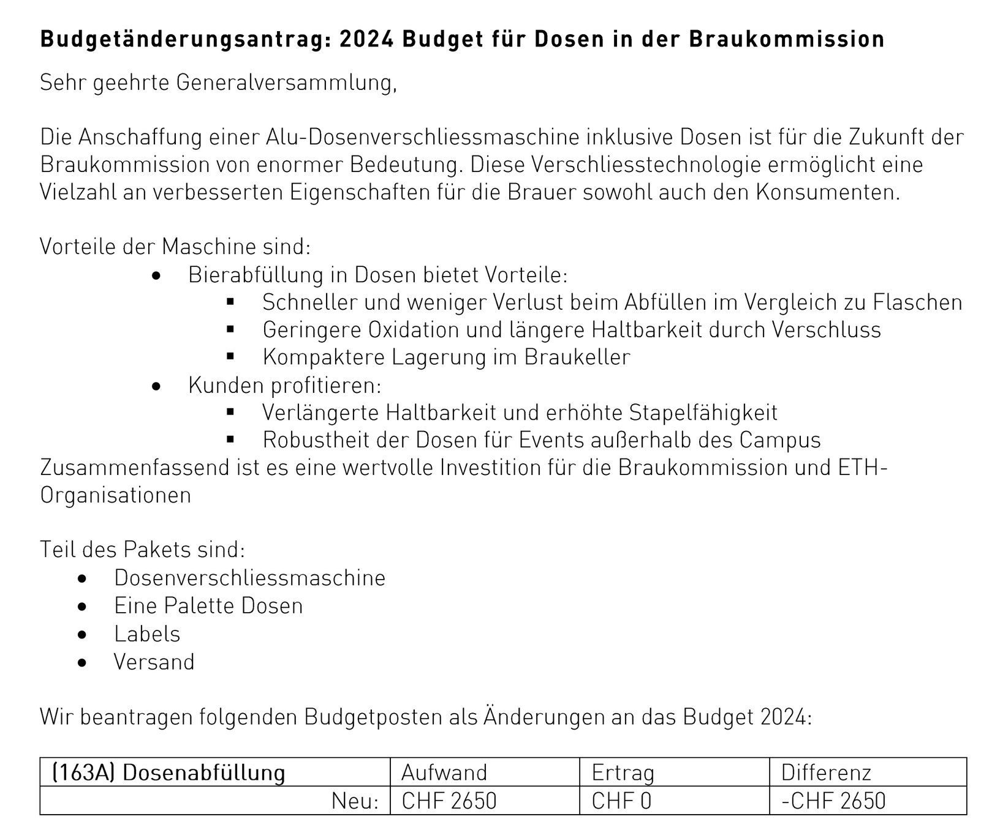 Budgetänderungsantrag: 2024 Budget für Dosen in der Braukommission
Sehr geehrte Generalversammlung,
Die Anschaffung einer Alu-Dosenverschliessmaschine inklusive Dosen ist für die Zukunft der
Braukommission von enormer Bedeutung. Diese Verschliesstechnologie ermöglicht eine
Vielzahl an verbesserten Eigenschaften für die Brauer sowohl auch den Konsumenten.
Vorteile der Maschine sind:
• Bierabfüllung in Dosen bietet Vorteile:
▪ Schneller und weniger Verlust beim Abfüllen im Vergleich zu Flaschen
▪ Geringere Oxidation und längere Haltbarkeit durch Verschluss
▪ Kompaktere Lagerung im Braukeller
• Kunden profitieren:
▪ Verlängerte Haltbarkeit und erhöhte Stapelfähigkeit
▪ Robustheit der Dosen für Events außerhalb des Campus
Zusammenfassend ist es eine wertvolle Investition für die Braukommission und ETH-
Organisationen
Teil des Pakets sind:
• Dosenverschliessmaschine
• Eine Palette Dosen
• Labels
• Versand
Wir beantragen folgenden Budgetposten als Änderungen an das Budget 2024:
(163A) Dosenabfüllung Aufwand Ertrag Differenz
Neu: CHF 2650 CHF 0 -CHF 2650